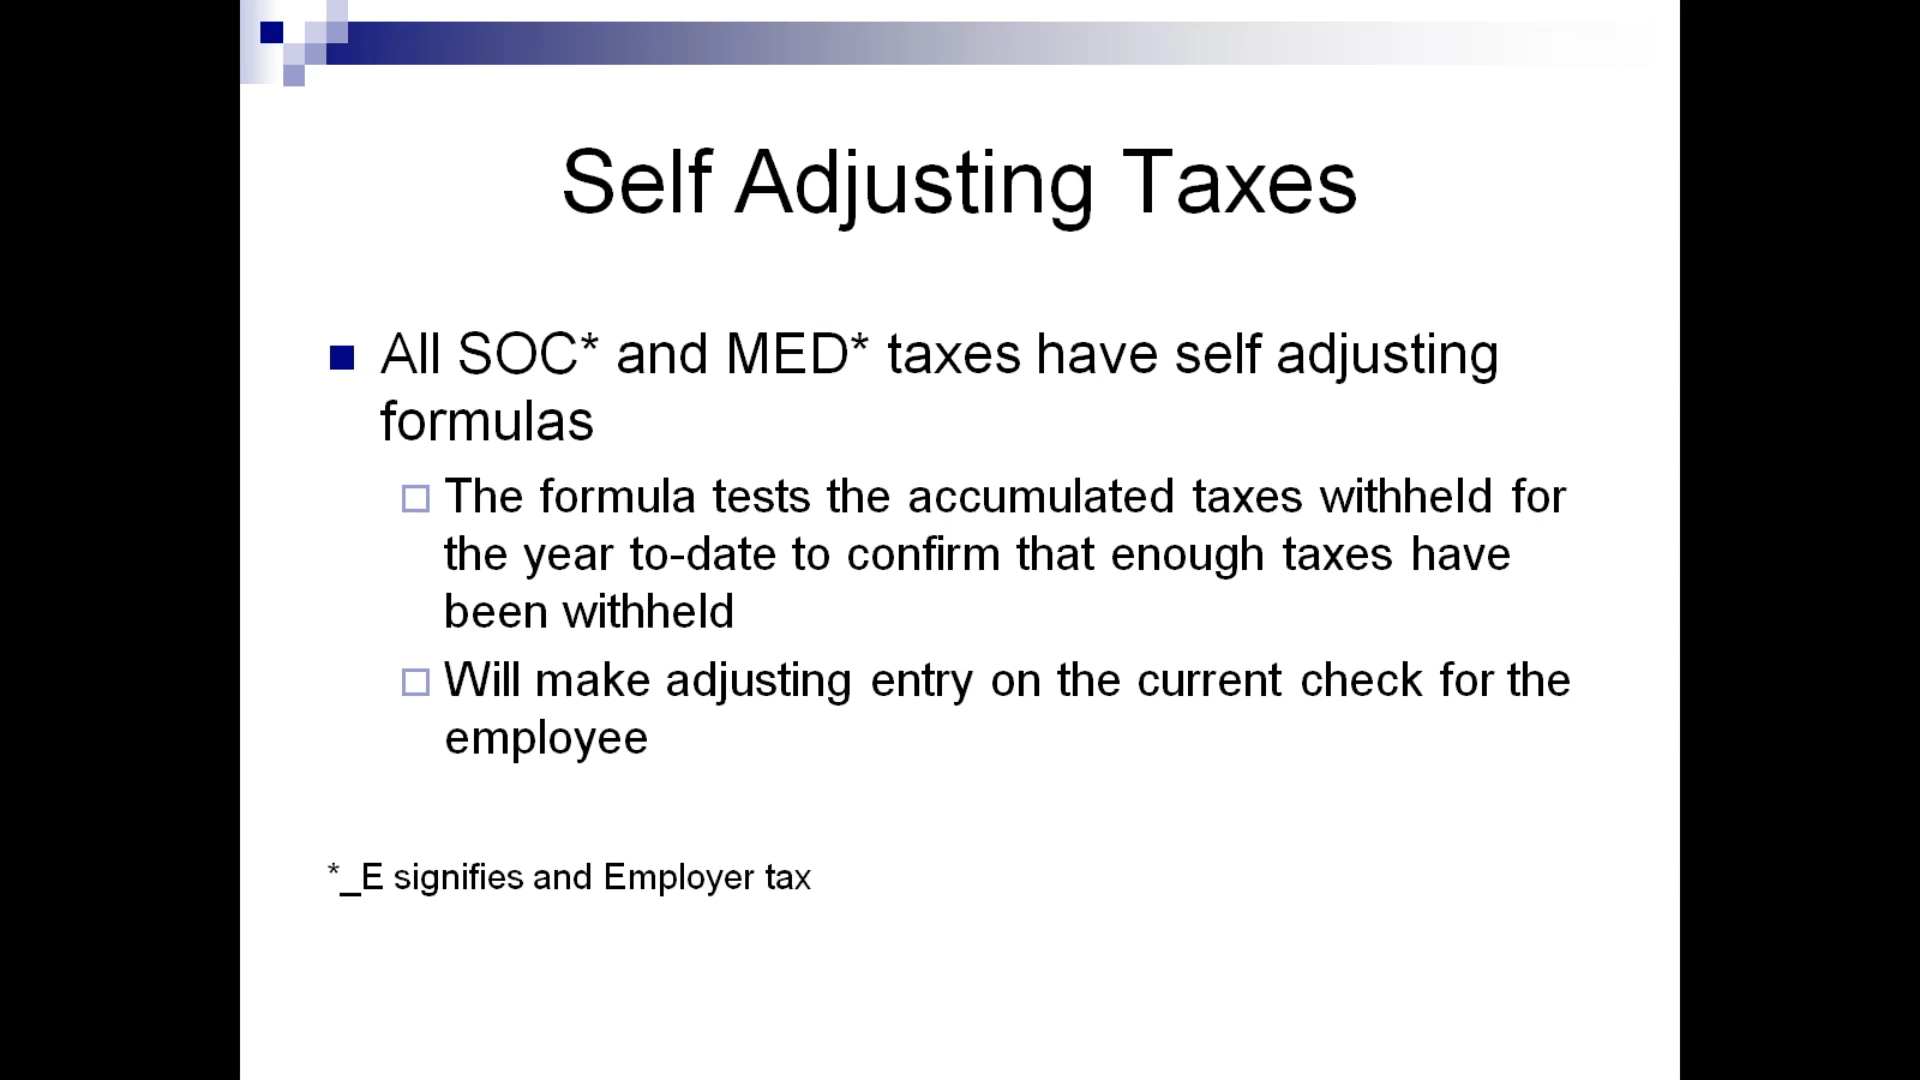 Self Adjusting Taxes
All SOC* and MED* taxes have self adjusting
formulas
The formula tests the accumulated taxes withheld for
the year to-date to confirm that enough taxes have
been withheld
Will make adjusting entry on the current check for the
employee
*_E signifies and Employer tax